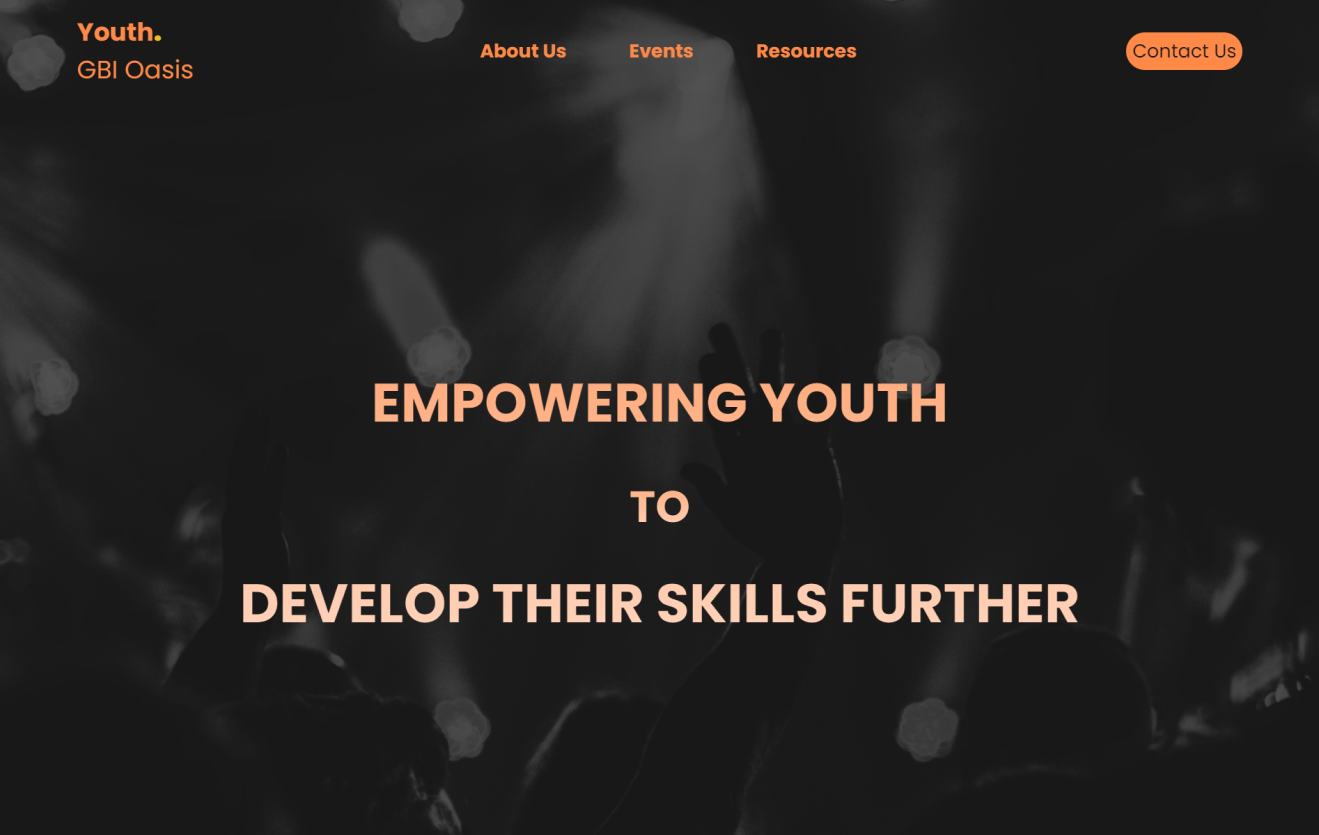 Youth.
GBI Oasis
About Us
Events
Resources
Contact Us
EMPOWERING YOUTH
TO
DEVELOP THEIR SKILLS FURTHER